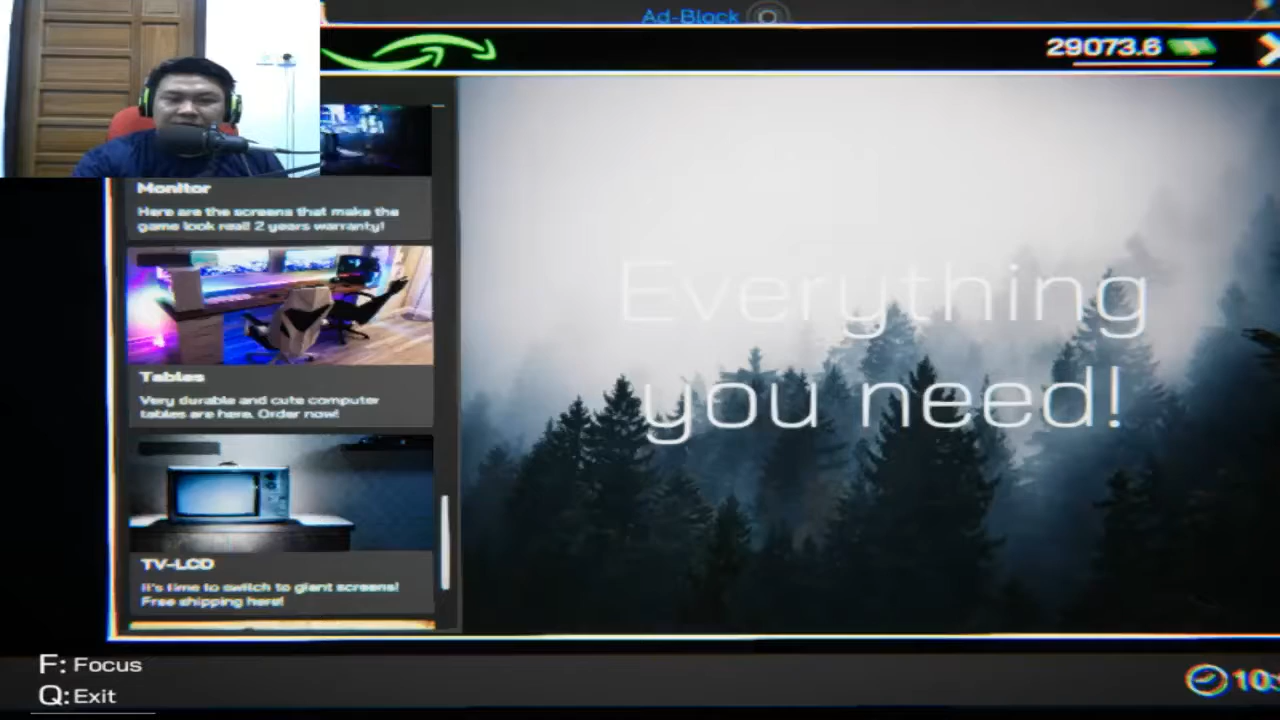 Ad-Block
29073.6
Monitor
Here are the screens that make the
game look real! 2 years warranty!
Tables
Very durable and cute computer
tables are here. Order now!
TV-LCD
It's time to switch to giant screens!
Free shipping here!
Everything
you need!
F: Focus
Q: Exit